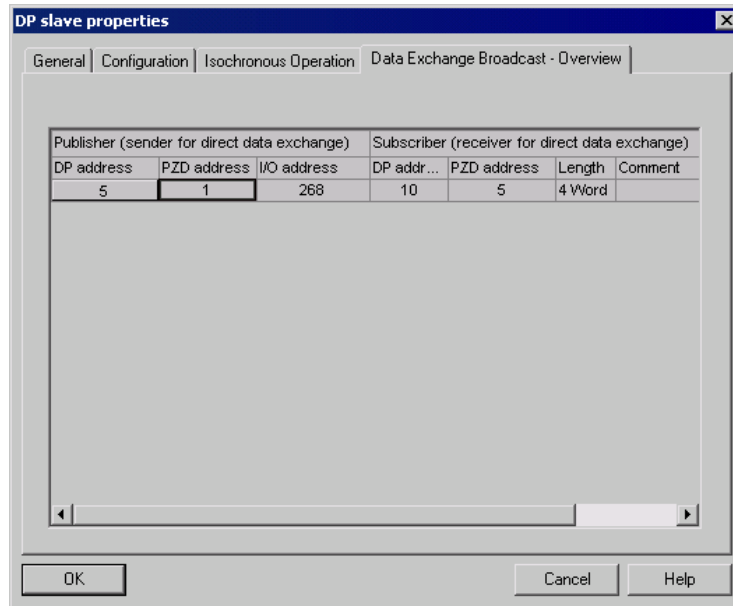 DP slave properties
General Configuration Isochronous Operation Data Exchange Broadcast - Overview
Publisher (sender for direct data exchange) Subscriber (receiver for direct data exchange)
DP address PZD address I/O address DP addr... PZD address Length Comment
5 1 268 10 5 4 Word
OK Cancel Help